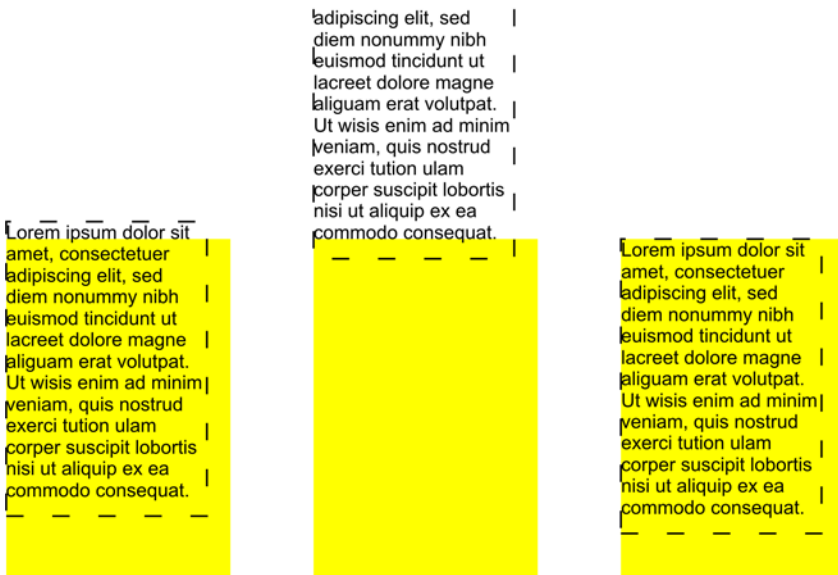 Lorem ipsum dolor sit
amet, consectetuer
adipiscing elit, sed
diem nonummy nibh
euismod tincidunt ut
lacreet dolore magne
aliguam erat volutpat.
Ut wisis enim ad minim
veniam, quis nostrud
exerci tution ulam
corper suscipit lobortis
nisi ut aliquip ex ea
commodo consequat.
adipiscing elit, sed
diem nonummy nibh
euismod tincidunt ut
lacreet dolore magne
aliguam erat volutpat.
Ut wisis enim ad minim
veniam, quis nostrud
exerci tution ulam
corper suscipit lobortis
nisi ut aliquip ex ea
commodo consequat.
Lorem ipsum dolor sit
amet, consectetuer
adipiscing elit, sed
diem nonummy nibh
euismod tincidunt ut
lacreet dolore magne
aliguam erat volutpat.
Ut wisis enim ad minim
veniam, quis nostrud
exerci tution ulam
corper suscipit lobortis
nisi ut aliquip ex ea
commodo consequat.